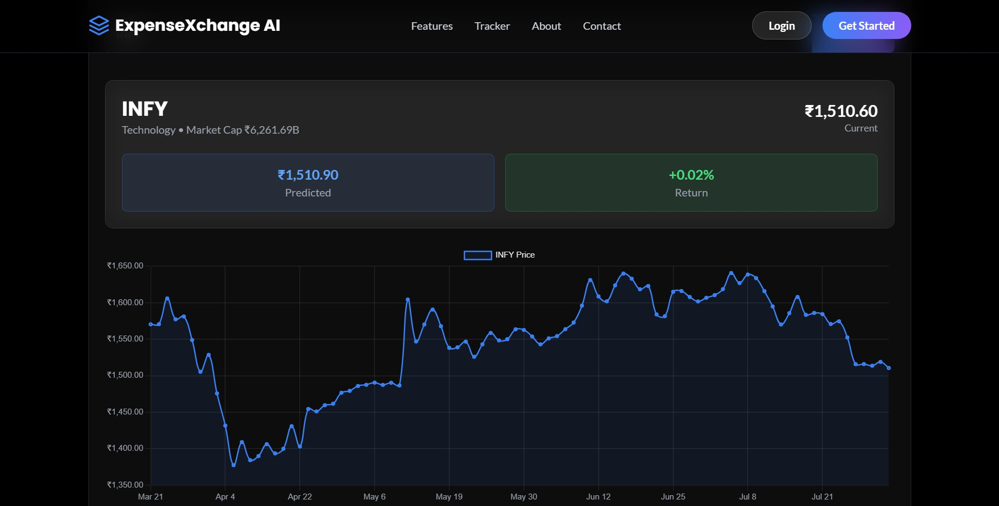 ExpenseXchange AI
Features
Tracker
About
Contact
Login
Get Started
INFY
₹1,510.60
Technology • Market Cap ₹6,261.69B
Current
₹1,510.90
Predicted
+0.02%
Return
INFY Price
₹1,650.00
₹1,600.00
₹1,550.00
₹1,500.00
₹1,450.00
₹1,400.00
₹1,350.00
Mar 21
Apr 4
Apr 22
May 6
May 19
May 30
Jun 12
Jun 25
Jul 8
Jul 21